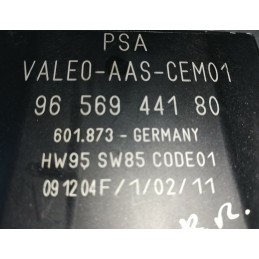 PSA
VALEO-AAS-CEM01
96 569 441 80
601.873 - GERMANY
HW95 SW85 CODE01
091204F/1/02/11